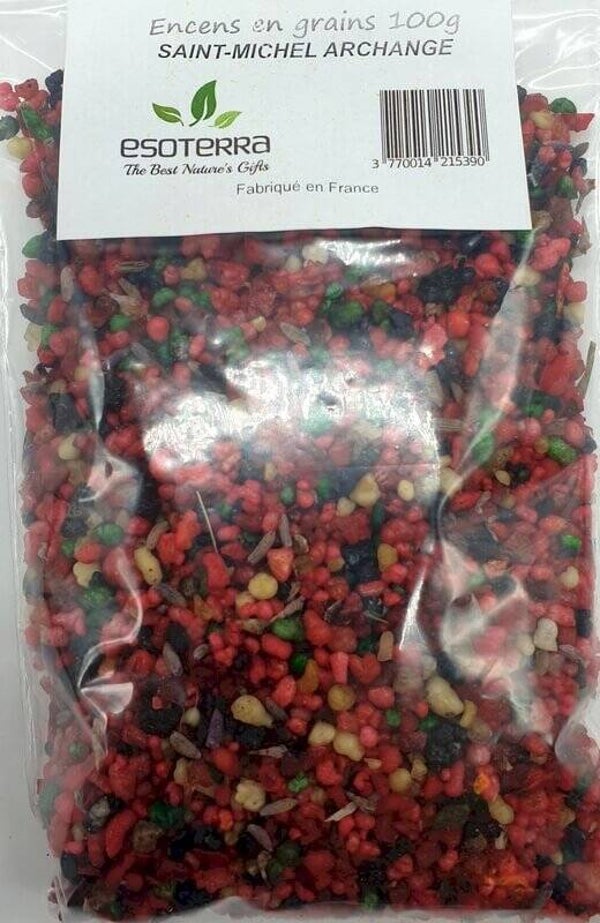 Encens en grains 100g
SAINT-MICHEL ARCHANGE
esoterra
The Best Nature's Gifts
3 770014 215390
Fabriqué en France